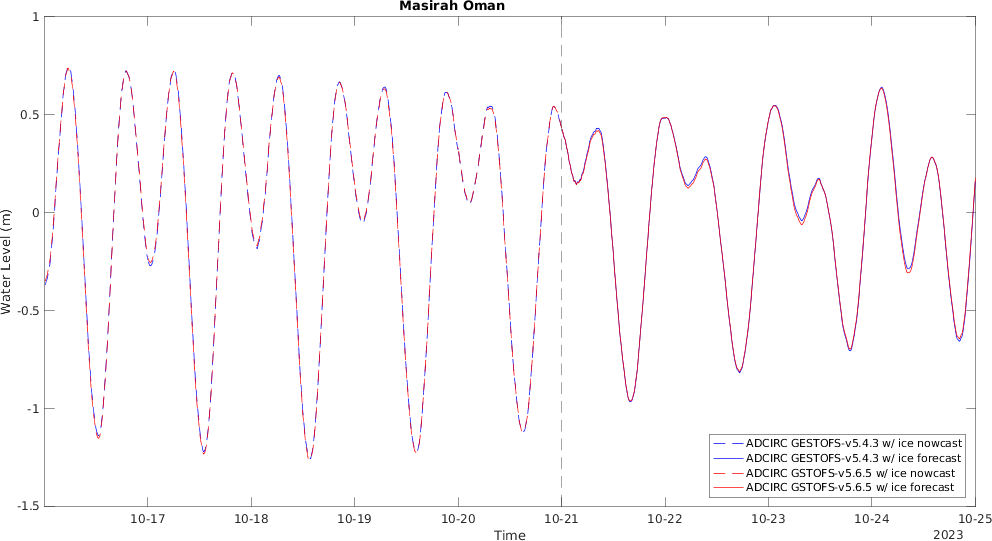 Masirah Oman
Water Level (m)
1
0.5
0
-0.5
-1
-1.5
ADCIRC GESTOFS-v5.4.3 w/ ice nowcast
ADCIRC GESTOFS-v5.4.3 w/ ice forecast
ADCIRC GSTOFS-v5.6.5 w/ ice nowcast
ADCIRC GSTOFS-v5.6.5 w/ ice forecast
10-17 10-18 10-19 10-20 10-21 10-22 10-23 10-24 10-25
Time
2023